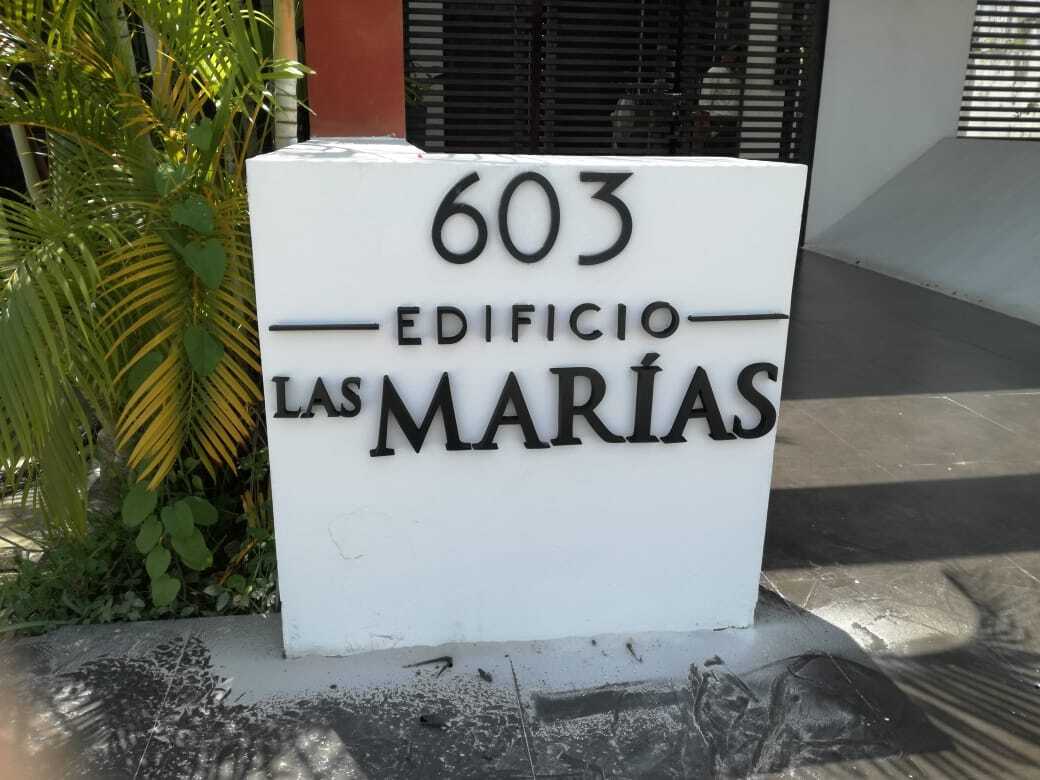 603
EDIFICIO
LAS MARÍAS